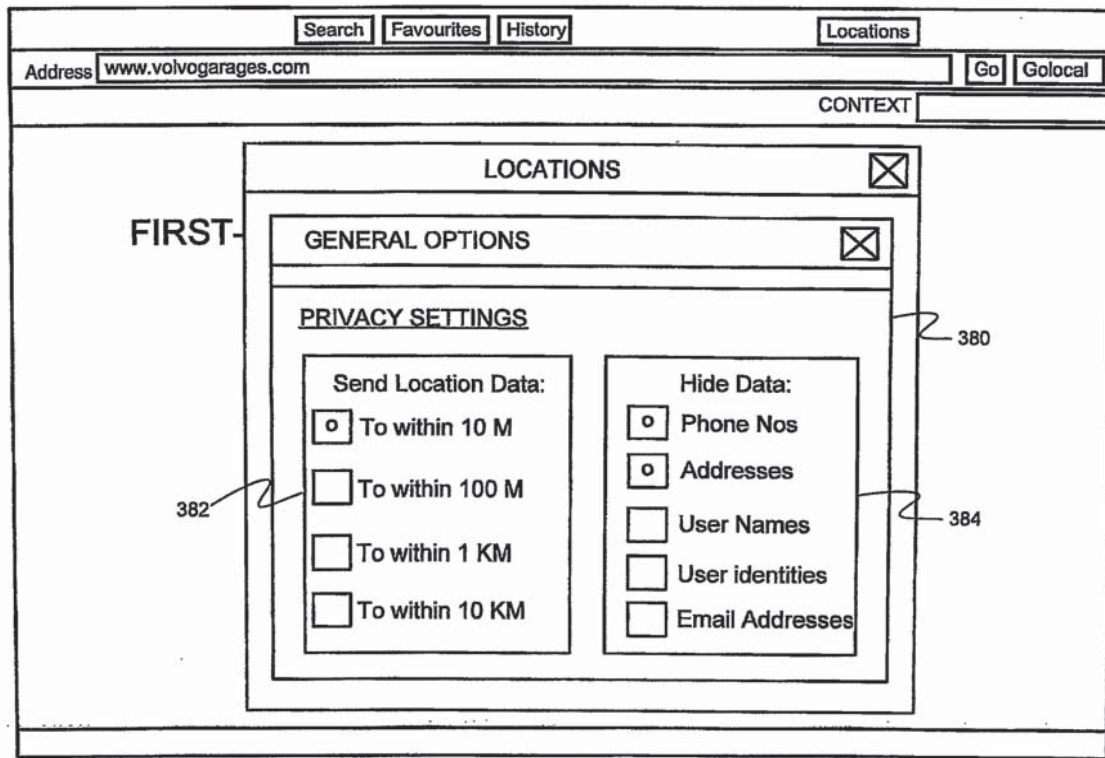 Search Favourites History Locations
Address www.volvogarages.com Go Golocal
CONTEXT
LOCATIONS
FIRST-
GENERAL OPTIONS
PRIVACY SETTINGS
380
Send Location Data:
To within 10 M
To within 100 M
To within 1 KM
To within 10 KM
382
Hide Data:
Phone Nos
Addresses
User Names
User identities
Email Addresses
384